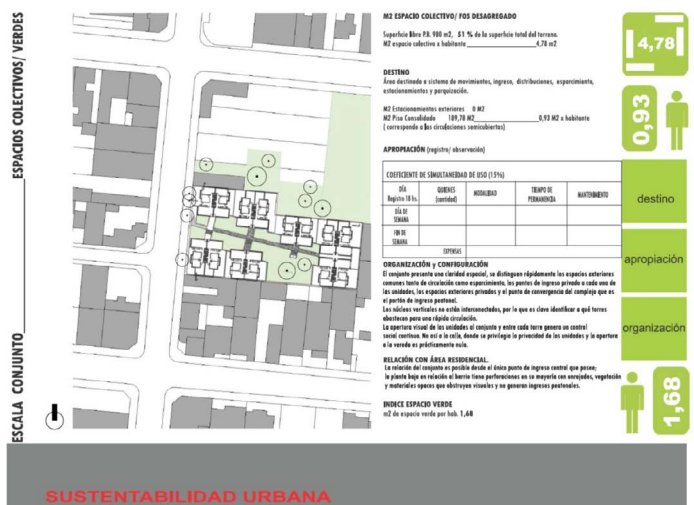 ESCALA CONJUNTO ESPACIOS COLECTIVOS/ VERDES
M2 ESPACIO COLECTIVO/ FOS DESAGREGADO
Superficie libre P.B. 980 m2, 51 % de la superficie total del terreno.
M2 espacio colectivo x habitante 4,78 m2
DESTINO
Área destinada a sistema de movimientos, ingreso, distribuciones, esparcimiento,
estacionamientos y parquización.
M2 Estacionamientos exteriores 0 M2
M2 Piso Consolidado 189,78 M2 0,93 M2 x habitante
( corresponde a las circulaciones semicubiertas)
APROPIACIÓN (registro/ observación)
COEFICIENTE DE SIMULTANEIDAD DE USO (15%)
DÍA
Registro 18 hs.
QUIENES
(cantidad)
MODALIDAD
TIEMPO DE
PERMANENCIA
MANTENIMIENTO
DÍA DE
SEMANA
FIN DE
SEMANA
EXPENSAS
ORGANIZACIÓN y CONFIGURACIÓN
El conjunto presenta una claridad espacial, se distinguen rápidamente los espacios exteriores
comunes tanto de circulación como esparcimiento, los puntos de ingreso privado a cada una de
las unidades, los espacios exteriores privados y el punto de convergencia del complejo que es
el portón de ingreso peatonal.
Los núcleos verticales no están interconectados, por lo que es clave identificar a qué torres
abastecen para una rápida circulación.
La apertura visual de las unidades al conjunto y entre cada torre genera un control
social continuo. No así a la calle, donde se privilegia la privacidad de las unidades y la apertura
a la vereda es prácticamente nula.
RELACIÓN CON ÁREA RESIDENCIAL.
La relación del conjunto es posible desde el único punto de ingreso central que posee;
la planta baja en relación al barrio tiene perforaciones en su mayoría con enrejados, vegetación
y materiales opacos que obstruyen visuales y no generan ingresos peatonales.
INDICE ESPACIO VERDE
m2 de espacio verde por hab. 1,68
4,78
0,93
destino
apropiación
organización
1,68
SUSTENTABILIDAD URBANA